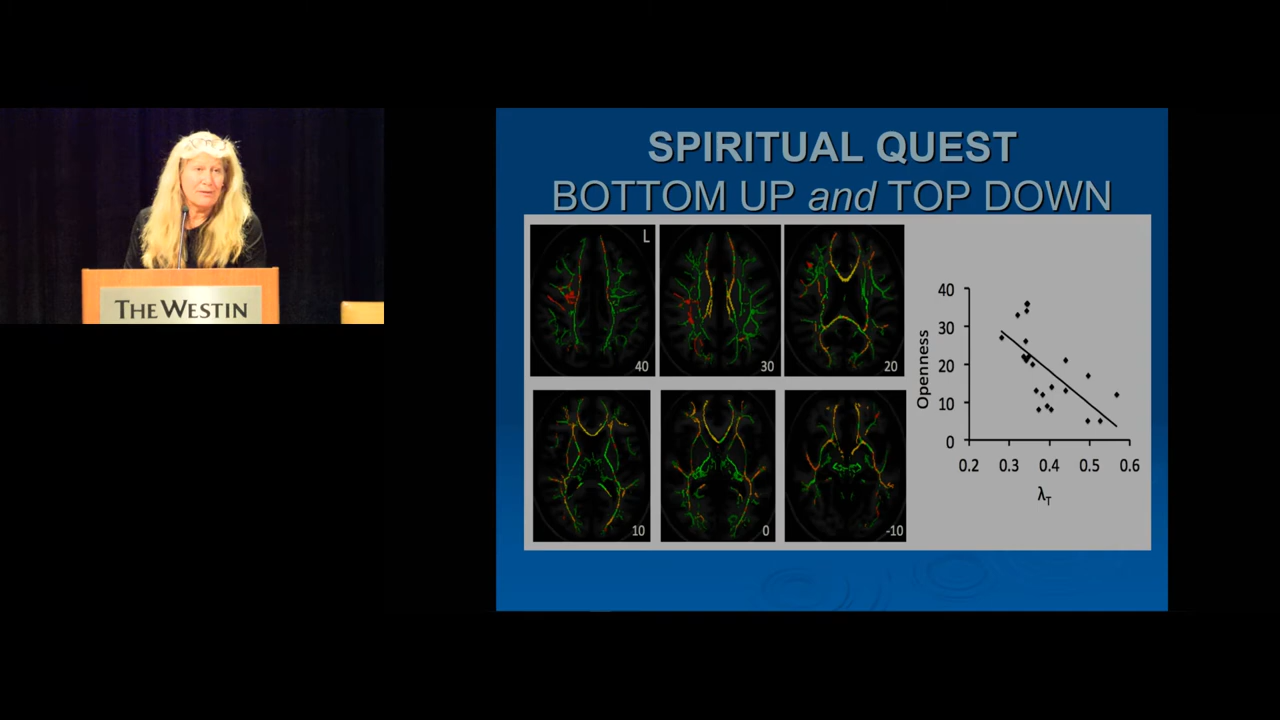 THE WESTIN
SPIRITUAL QUEST
BOTTOM UP and TOP DOWN
L
40
30
20
10
0
-10
Openness
40
30
20
10
0
0.2 0.3 0.4 0.5 0.6
λT